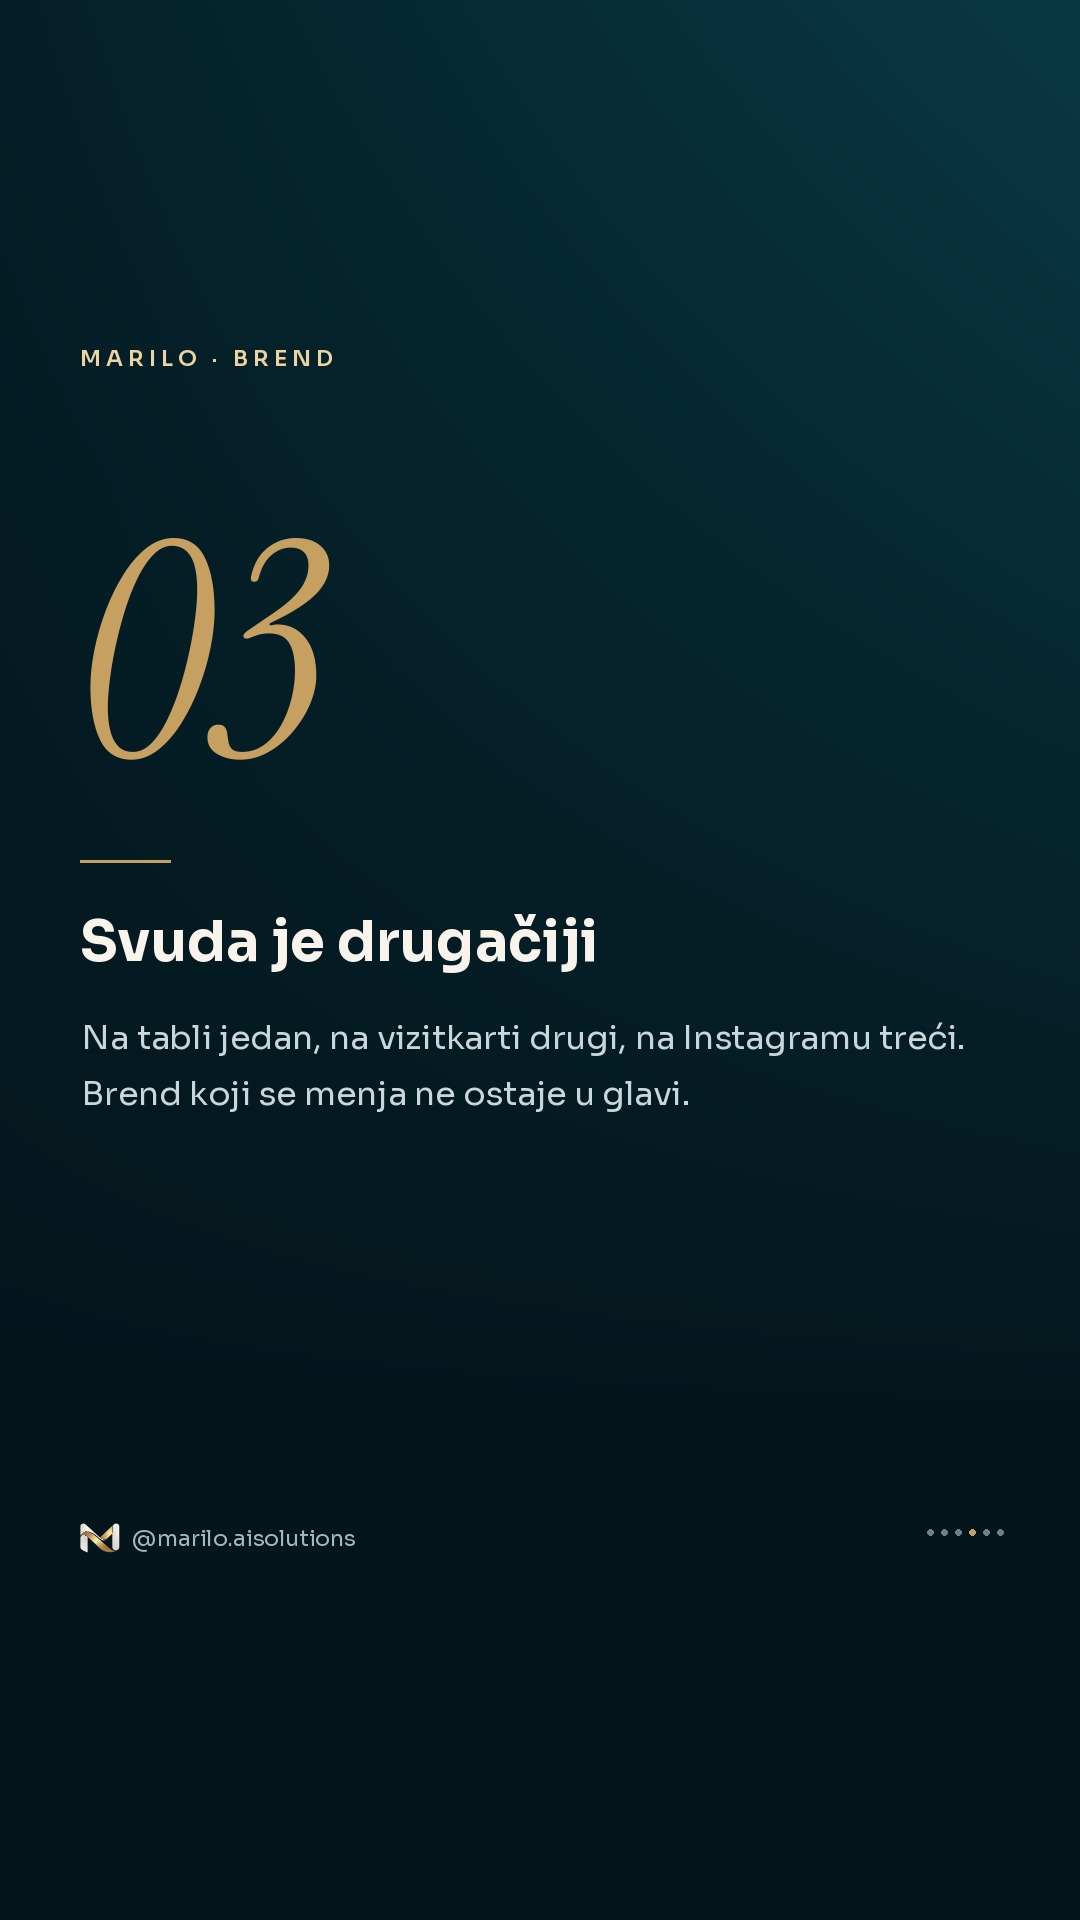 MARILO · BREND
03
Svuda je drugačiji
Na tabli jedan, na vizitkarti drugi, na Instagramu treći.
Brend koji se menja ne ostaje u glavi.
@marilo.aisolutions